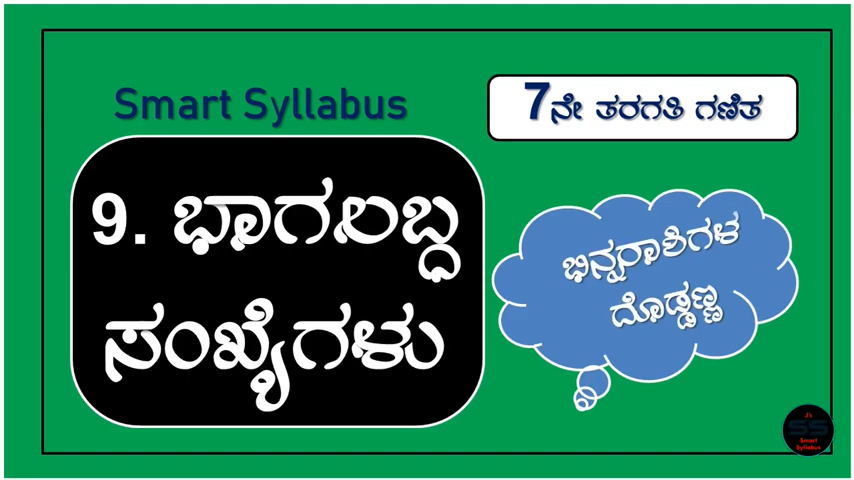 Smart Syllabus
7ನೇ ತರಗತಿ ಗಣಿತ
9. ಭಾಗಲಬ್ಧ
ಸಂಖ್ಯೆಗಳು
ಭಿನ್ನರಾಶಿಗಳ
ದೊಡ್ಡಣ್ಣ
J's
SS
Smart
Syllabus